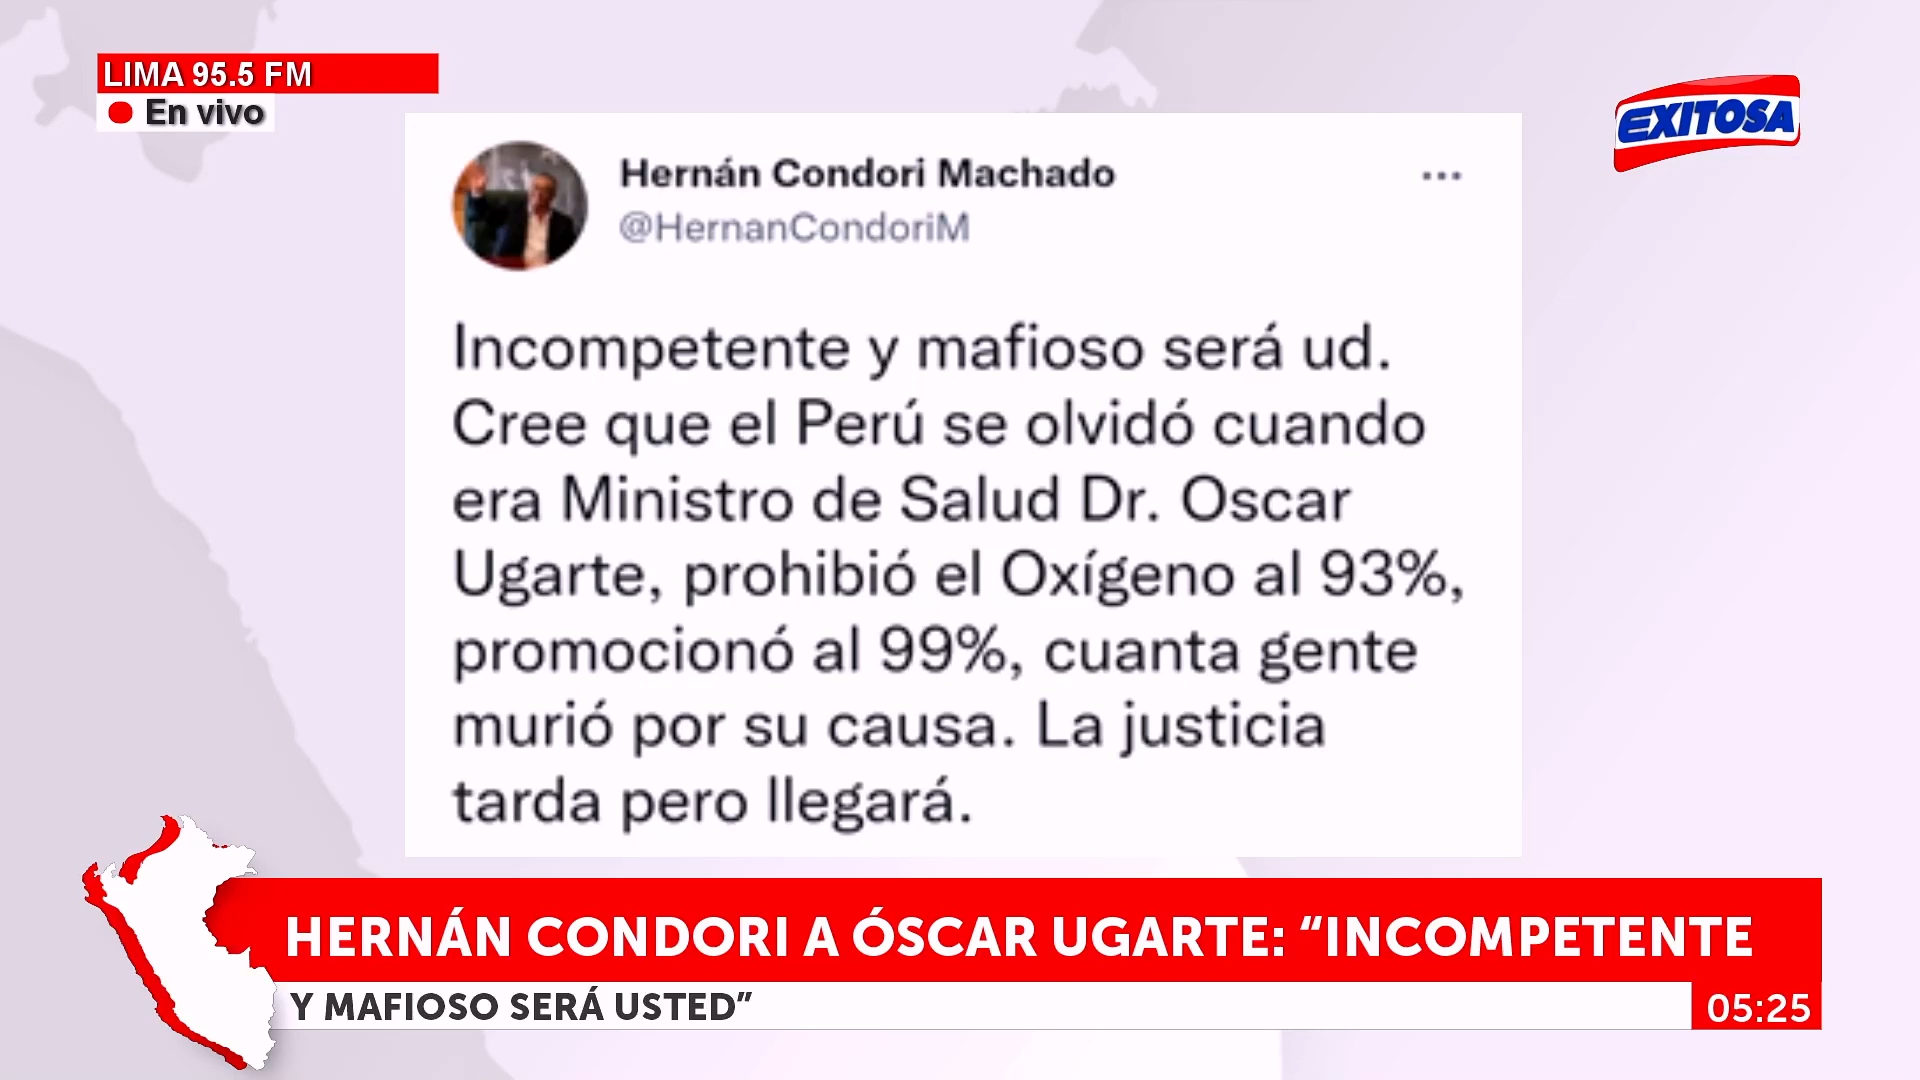 LIMA 95.5 FM
En vivo
EXITOSA
Hernán Condori Machado
@HernanCondoriM
Incompetente y mafioso será ud.
Cree que el Perú se olvidó cuando
era Ministro de Salud Dr. Oscar
Ugarte, prohibió el Oxígeno al 93%,
promocionó al 99%, cuanta gente
murió por su causa. La justicia
tarda pero llegará.
HERNÁN CONDORI A ÓSCAR UGARTE: “INCOMPETENTE
Y MAFIOSO SERÁ USTED”
05:25